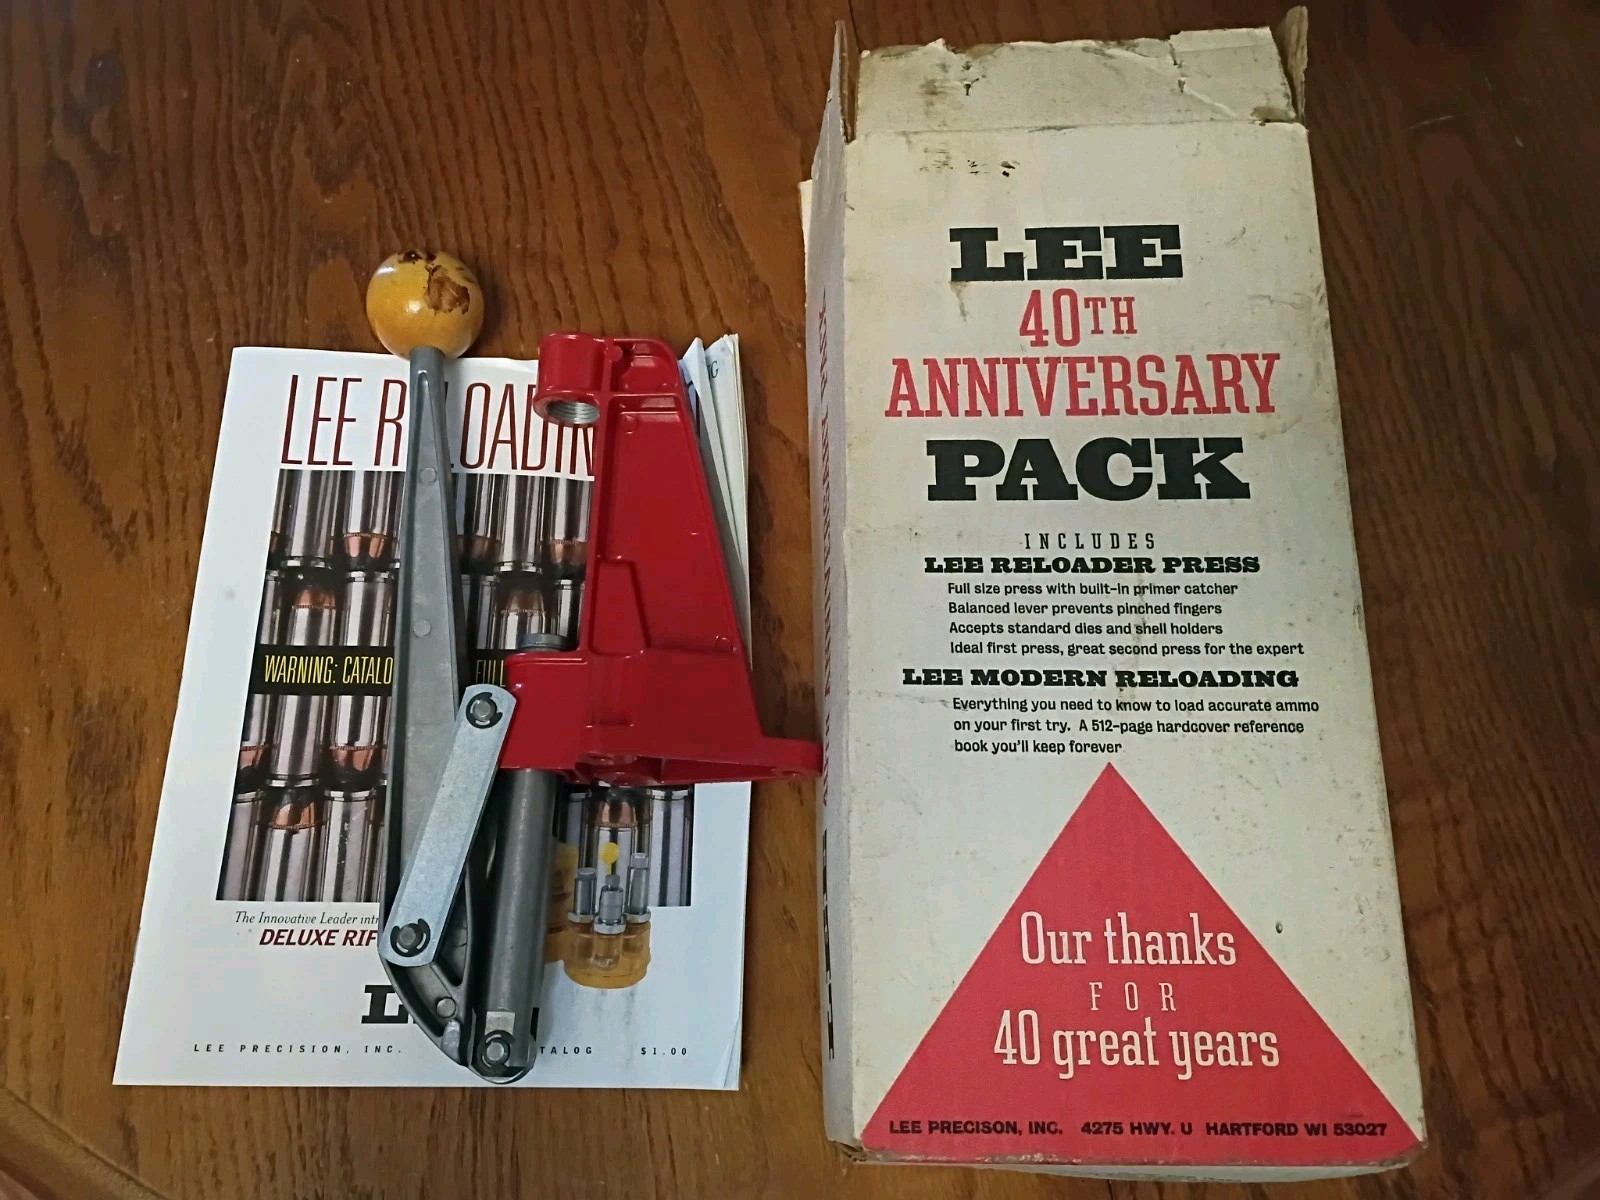 LEE RELOADIN
WARNING: CATALO
FULL
The Innovative Leader intr
DELUXE RIF
L
LEE PRECISION, INC. TALOG $1.00
G
LEE
40TH
ANNIVERSARY
PACK
INCLUDES
LEE RELOADER PRESS
Full size press with built-in primer catcher
Balanced lever prevents pinched fingers
Accepts standard dies and shell holders
Ideal first press, great second press for the expert
LEE MODERN RELOADING
Everything you need to know to load accurate ammo
on your first try. A 512-page hardcover reference
book you'll keep forever
Our thanks
FOR
40 great years
LEE PRECISON, INC. 4275 HWY. U HARTFORD WI 53027